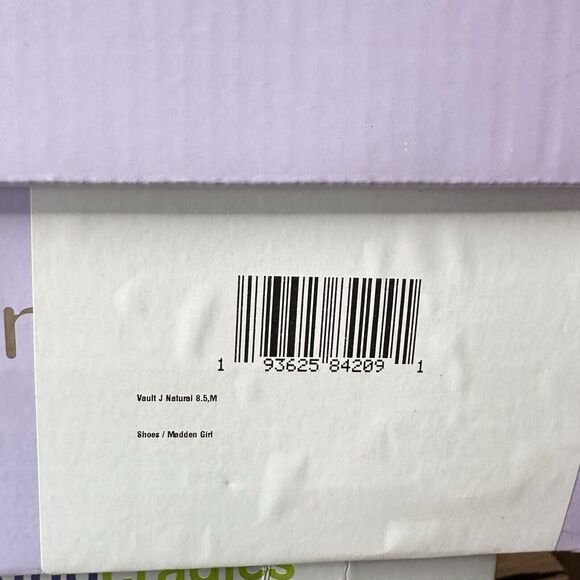 1 93625 84209 1
Vault J Natural 8.5,M
Shoes / Madden Girl